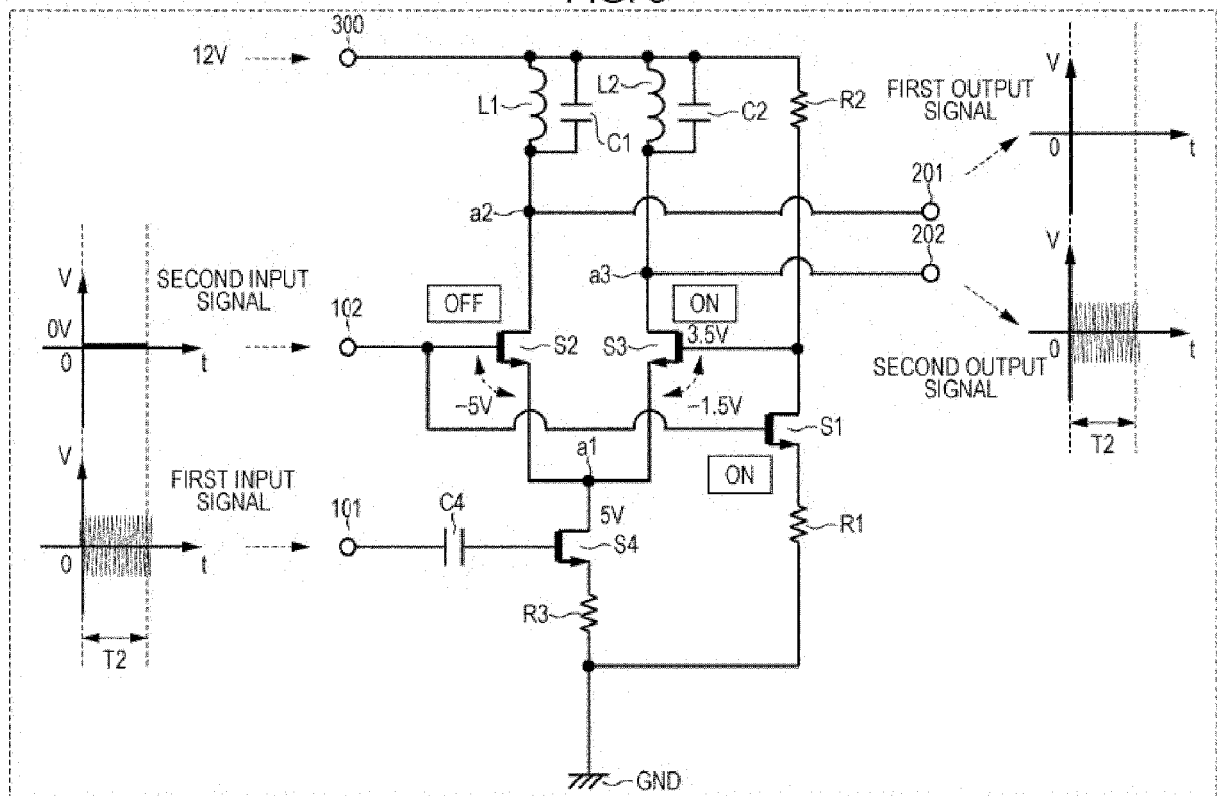 300
12V
L1
C1
L2
C2
R2
V
FIRST OUTPUT
SIGNAL
0
t
201
202
a2
a3
V
SECOND INPUT
SIGNAL
0V
0
t
102
OFF
ON
S2
S3
3.5V
−5V
−1.5V
S1
ON
V
0
t
SECOND OUTPUT
SIGNAL
T2
V
FIRST INPUT
SIGNAL
0
t
T2
101
C4
a1
5V
S4
R3
R1
GND